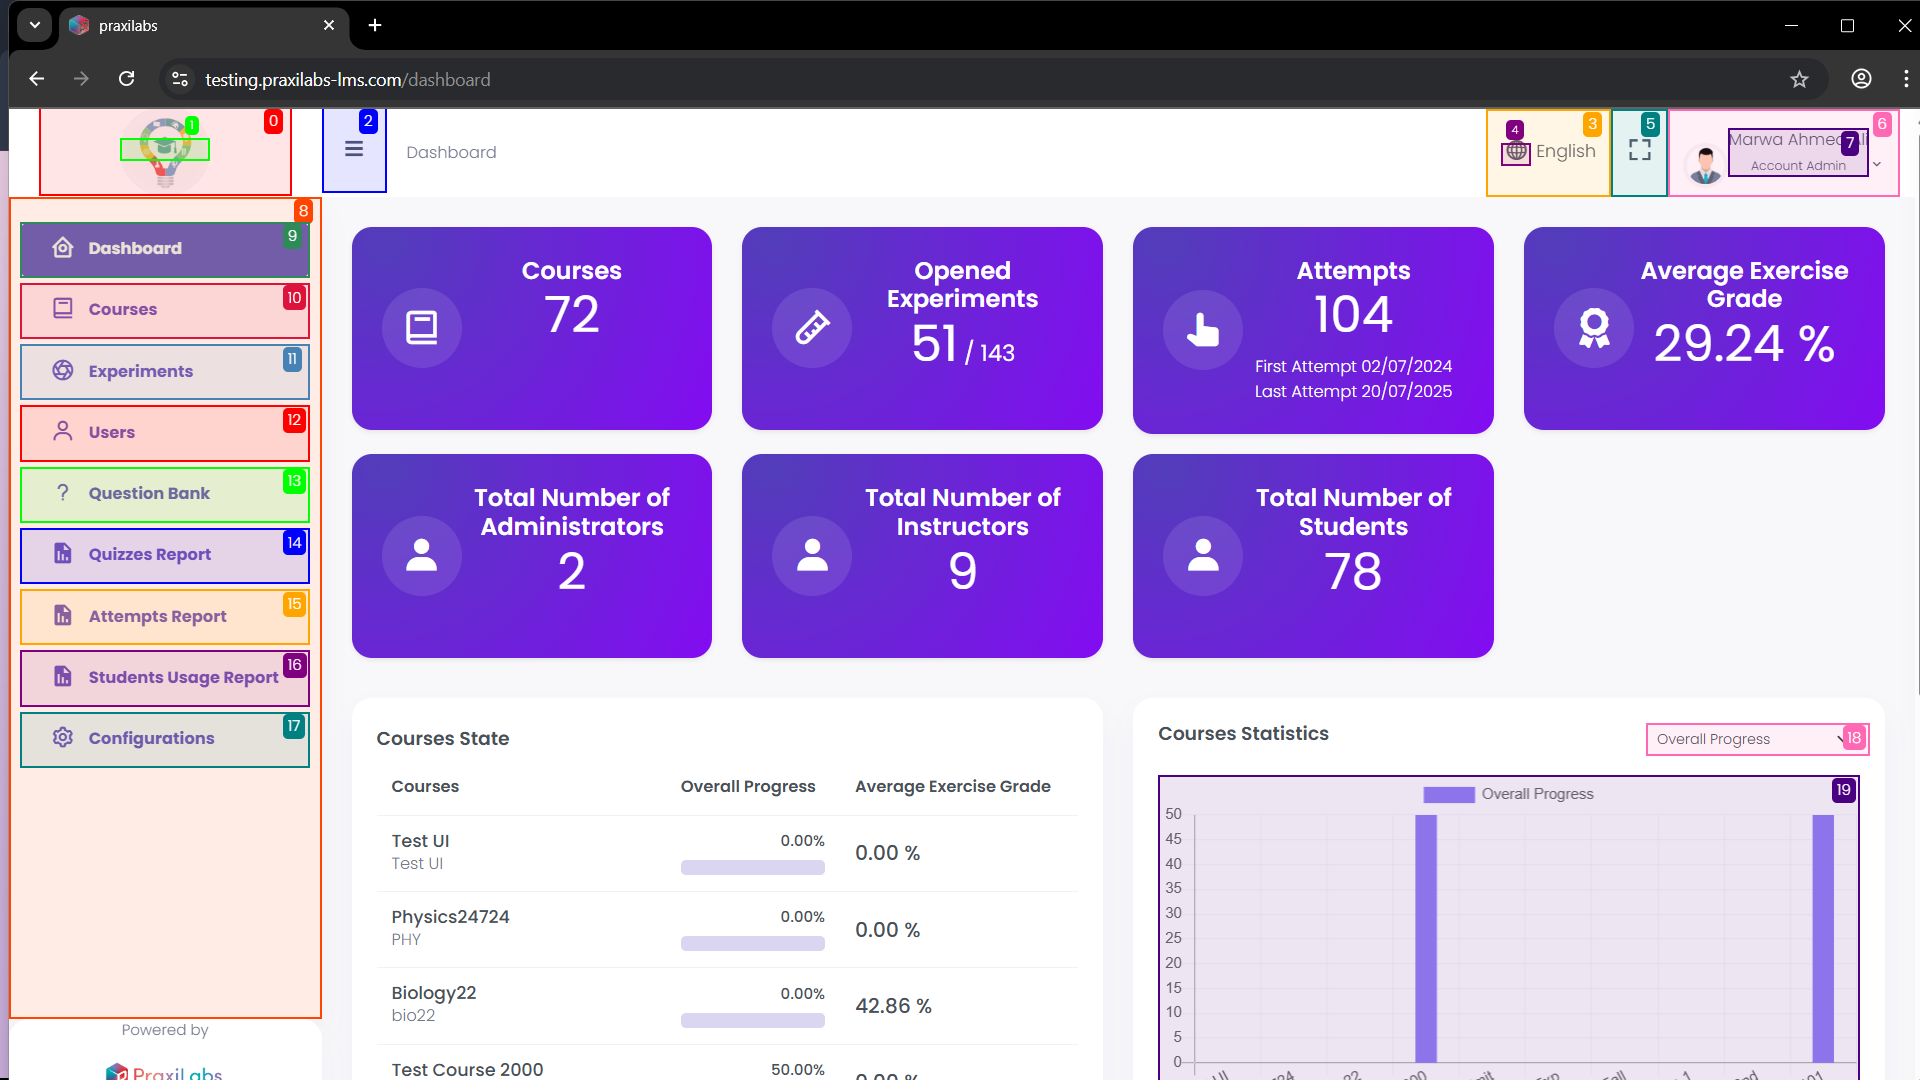 praxilabs
testing.praxilabs-lms.com/dashboard
0
1
2
Dashboard
3
4
English
5
6
7
Account Admin
8
Dashboard 9
Courses 10
Experiments 11
Users 12
Question Bank 13
Quizzes Report 14
Attempts Report 15
Students Usage Report 16
Configurations 17
Powered by
PraxiLabs
Courses
72
Opened
Experiments
51 / 143
Attempts
104
First Attempt 02/07/2024
Last Attempt 20/07/2025
Average Exercise
Grade
29.24 %
Total Number of
Administrators
2
Total Number of
Instructors
9
Total Number of
Students
78
Courses State
Courses Overall Progress Average Exercise Grade
Test UI 0.00% 0.00 %
Test UI
Physics24724 0.00% 0.00 %
PHY
Biology22 0.00% 42.86 %
bio22
Test Course 2000 50.00%
Courses Statistics
Overall Progress 18
Overall Progress 19
50
45
40
35
30
25
20
15
10
5
0